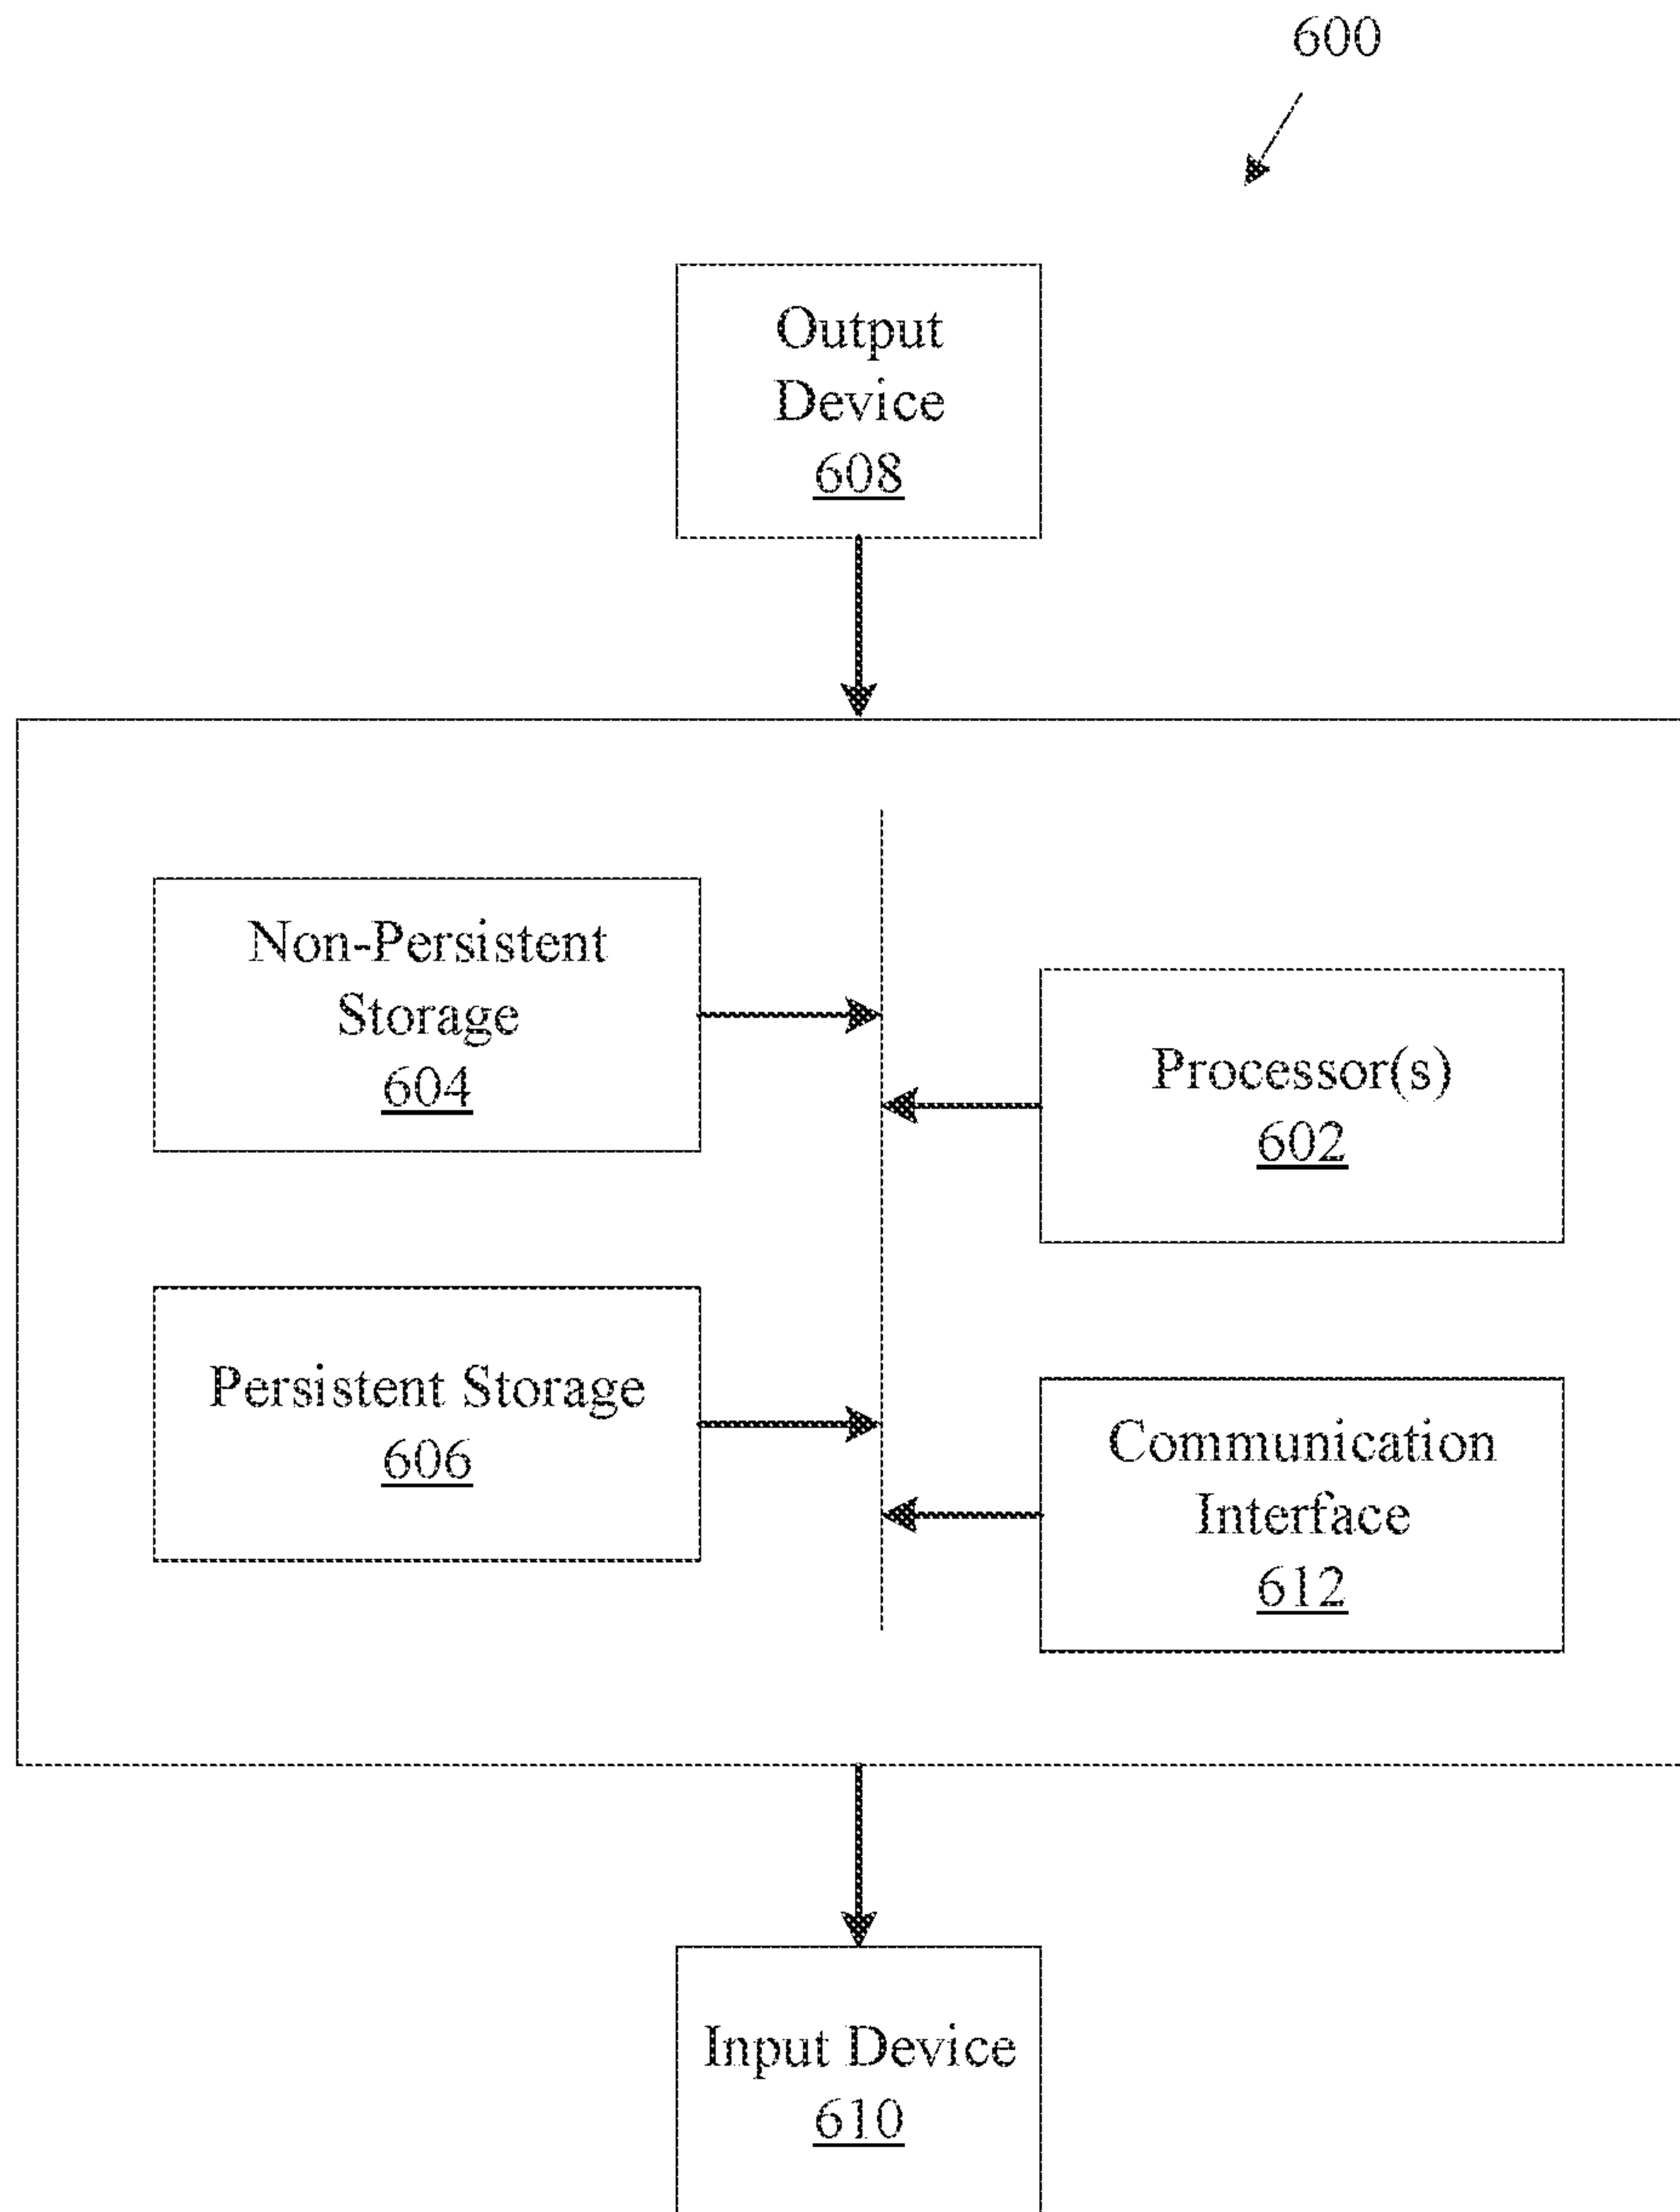 600
Output
Device
608
Non-Persistent
Storage
604
Processor(s)
602
Persistent Storage
606
Communication
Interface
612
Input Device
610